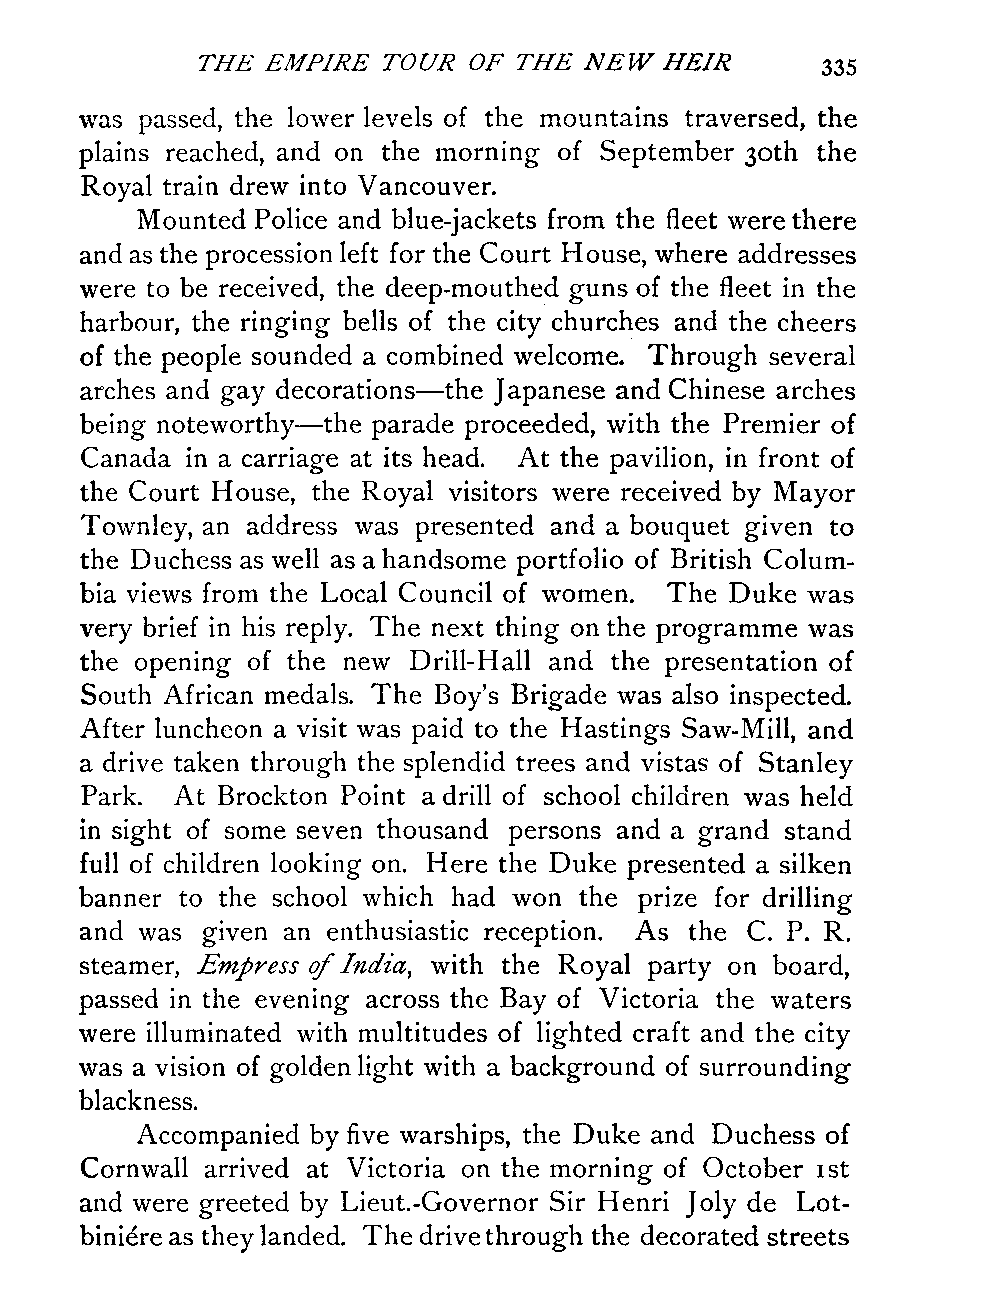 THE EMPIRE TOUR OF THE NEW HEIR 335
was passed, the lower levels of the mountains traversed, the
plains reached, and on the morning of September 30th the
Royal train drew into Vancouver.
Mounted Police and blue-jackets from the fleet were there
and as the procession left for the Court House, where addresses
were to be received, the deep-mouthed guns of the fleet in the
harbour, the ringing bells of the city churches and the cheers
of the people sounded a combined welcome. Through several
arches and gay decorations—the Japanese and Chinese arches
being noteworthy—the parade proceeded, with the Premier of
Canada in a carriage at its head. At the pavilion, in front of
the Court House, the Royal visitors were received by Mayor
Townley, an address was presented and a bouquet given to
the Duchess as well as a handsome portfolio of British Colum-
bia views from the Local Council of women. The Duke was
very brief in his reply. The next thing on the programme was
the opening of the new Drill-Hall and the presentation of
South African medals. The Boy's Brigade was also inspected.
After luncheon a visit was paid to the Hastings Saw-Mill, and
a drive taken through the splendid trees and vistas of Stanley
Park. At Brockton Point a drill of school children was held
in sight of some seven thousand persons and a grand stand
full of children looking on. Here the Duke presented a silken
banner to the school which had won the prize for drilling
and was given an enthusiastic reception. As the C. P. R.
steamer, Empress of India, with the Royal party on board,
passed in the evening across the Bay of Victoria the waters
were illuminated with multitudes of lighted craft and the city
was a vision of golden light with a background of surrounding
blackness.
Accompanied by five warships, the Duke and Duchess of
Cornwall arrived at Victoria on the morning of October 1st
and were greeted by Lieut.-Governor Sir Henri Joly de Lot-
biniére as they landed. The drive through the decorated streets